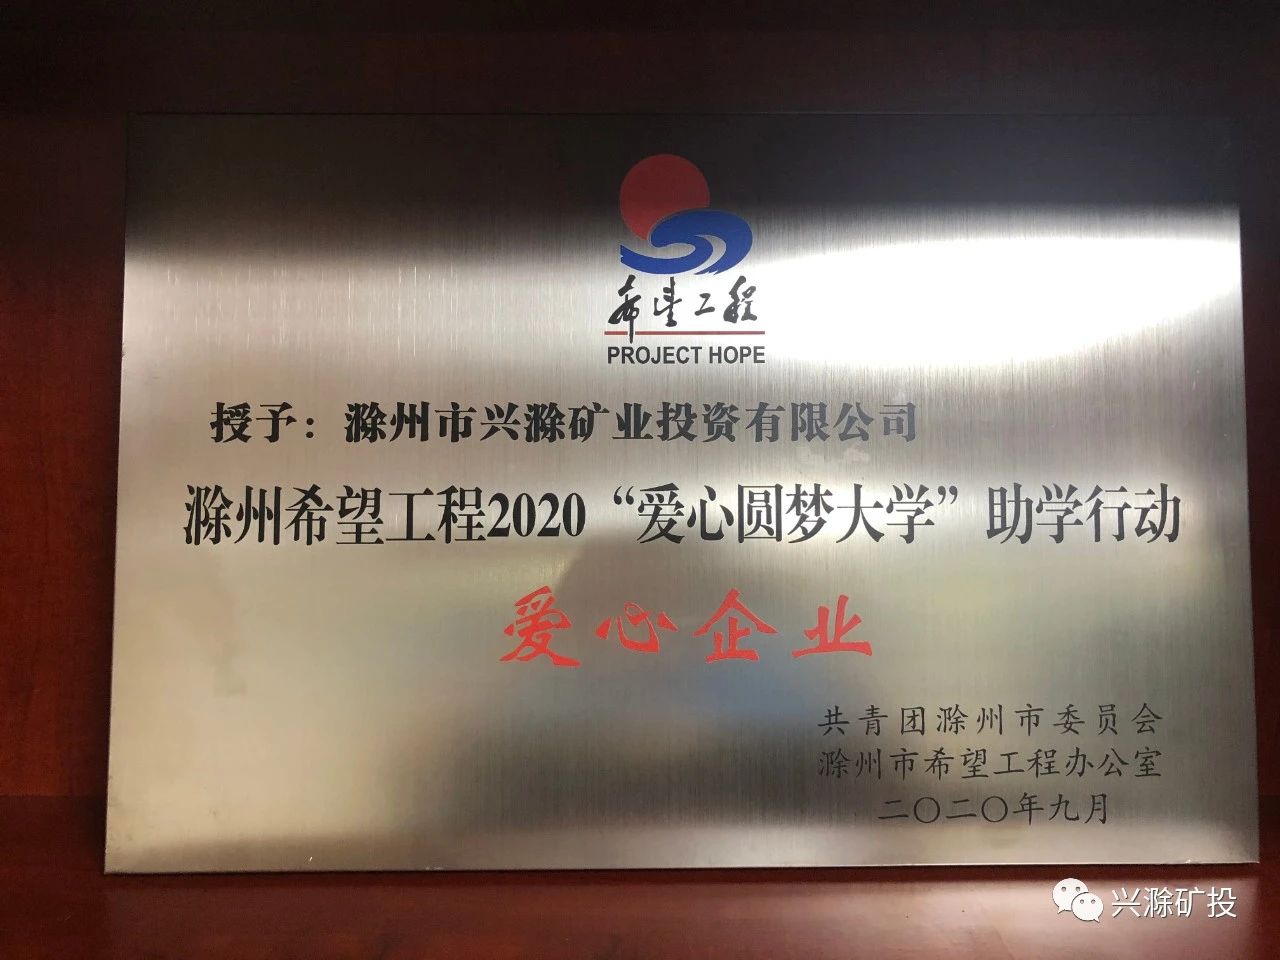 希望工程
PROJECT HOPE
授予：滁州市兴滁矿业投资有限公司
滁州希望工程2020“爱心圆梦大学”助学行动
爱心企业
共青团滁州市委员会
滁州市希望工程办公室
二〇二〇年九月
兴滁矿投